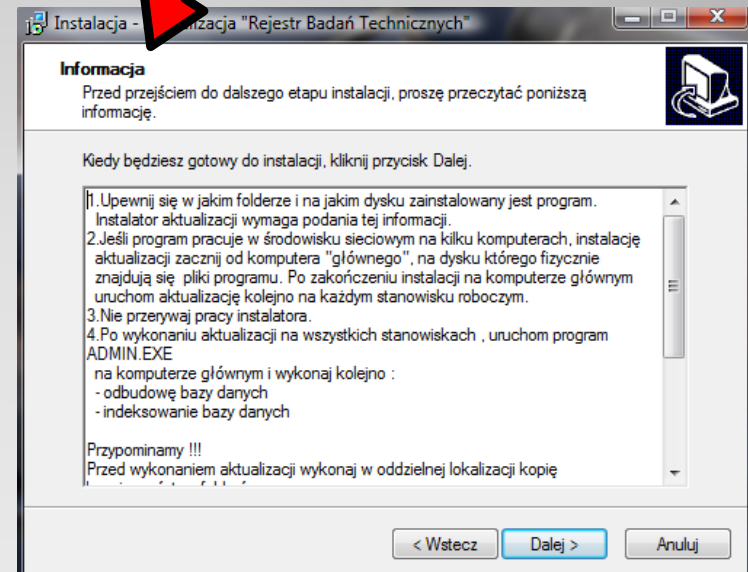 Instalacja - izacja "Rejestr Badań Technicznych"
Informacja
Przed przejściem do dalszego etapu instalacji, proszę przeczytać poniższą
informację.
Kiedy będziesz gotowy do instalacji, kliknij przycisk Dalej.
1.Upewnij się w jakim folderze i na jakim dysku zainstalowany jest program.
Instalator aktualizacji wymaga podania tej informacji.
2.Jeśli program pracuje w środowisku sieciowym na kilku komputerach, instalację
aktualizacji zacznij od komputera "głównego", na dysku którego fizycznie
znajdują się pliki programu. Po zakończeniu instalacji na komputerze głównym
uruchom aktualizację kolejno na każdym stanowisku roboczym.
3.Nie przerywaj pracy instalatora.
4.Po wykonaniu aktualizacji na wszystkich stanowiskach , uruchom program
ADMIN.EXE
na komputerze głównym i wykonaj kolejno :
- odbudowę bazy danych
- indeksowanie bazy danych
Przypominamy !!!
Przed wykonaniem aktualizacji wykonaj w oddzielnej lokalizacji kopię
< Wstecz
Dalej >
Anuluj